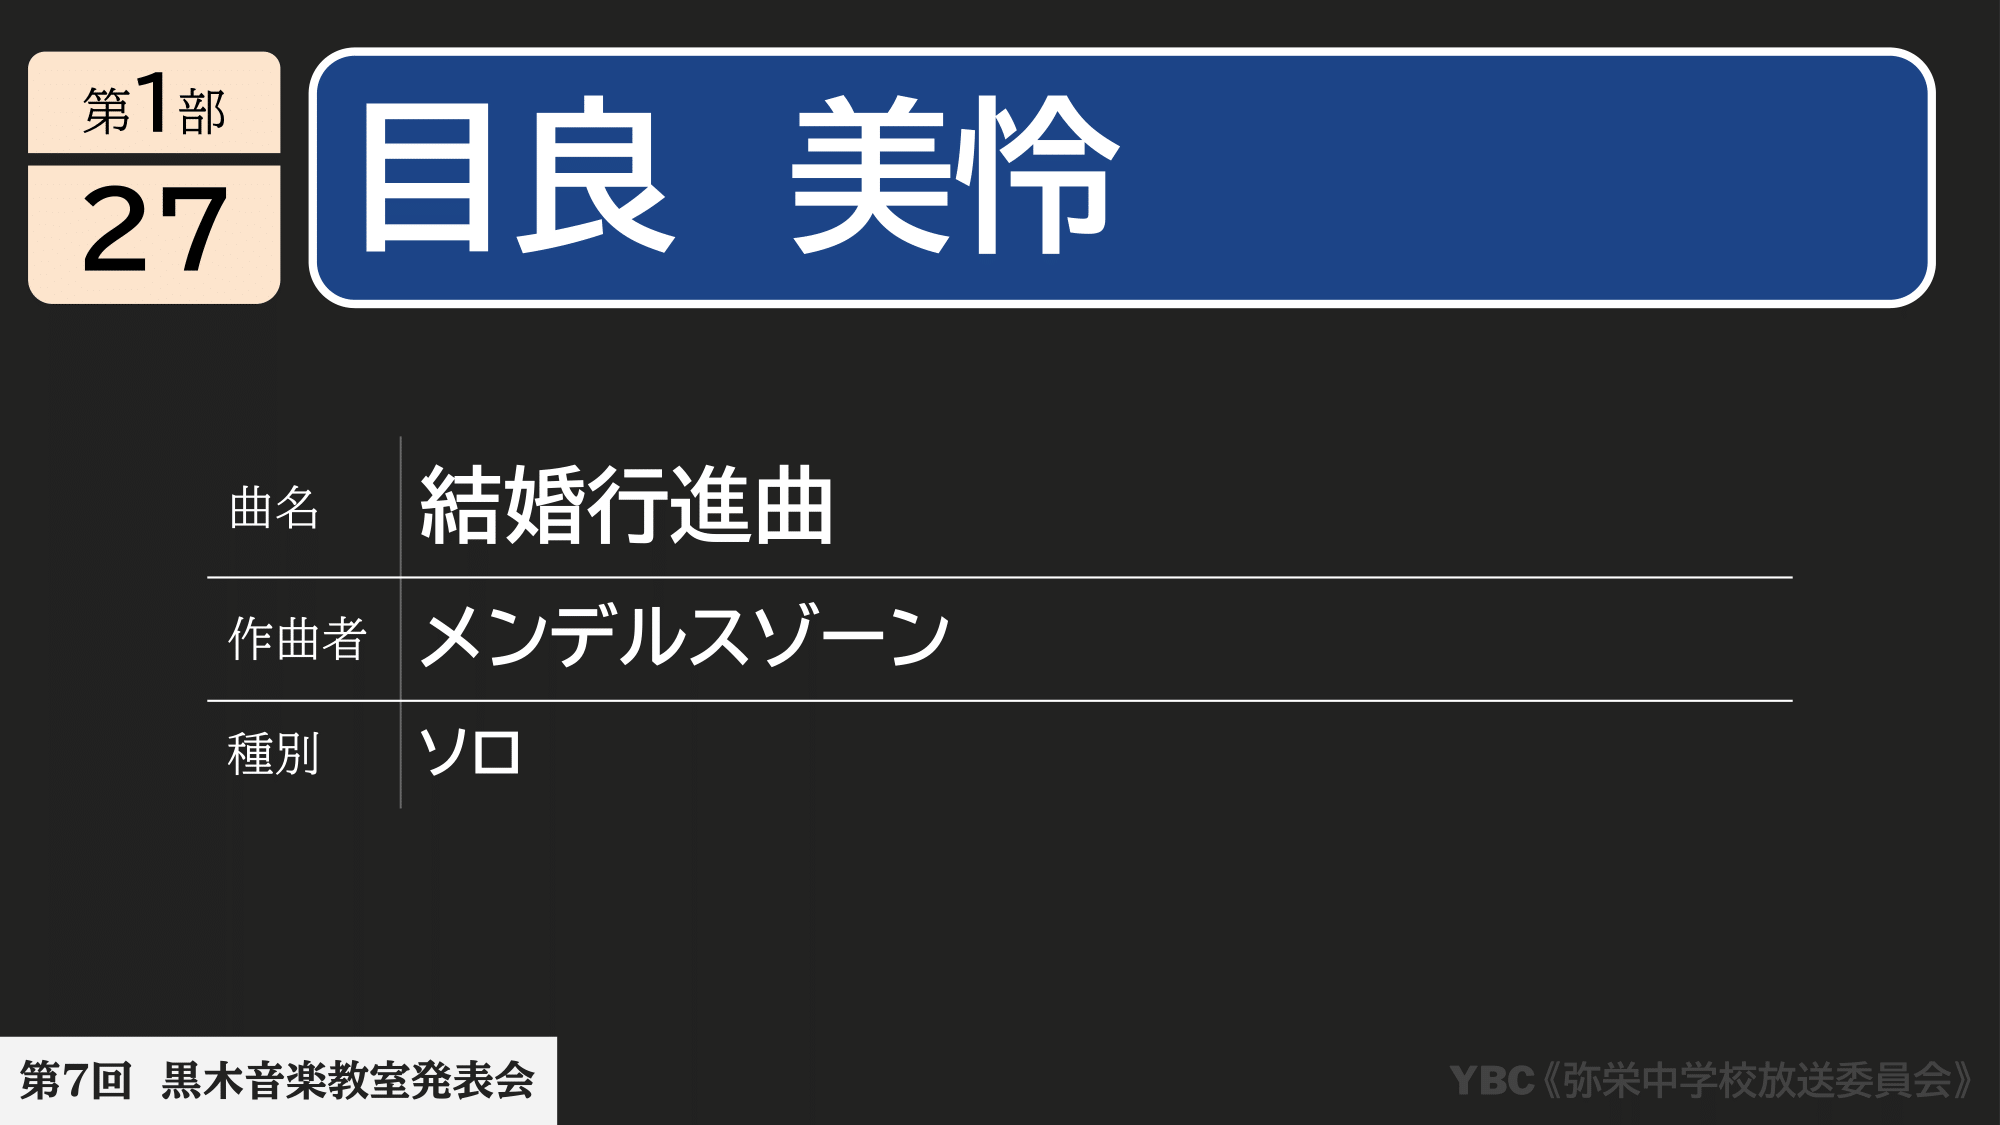 第1部
27
目良 美怜
曲名 結婚行進曲
作曲者 メンデルスゾーン
種別 ソロ
第7回 黒木音楽教室発表会
YBC《弥栄中学校放送委員会》